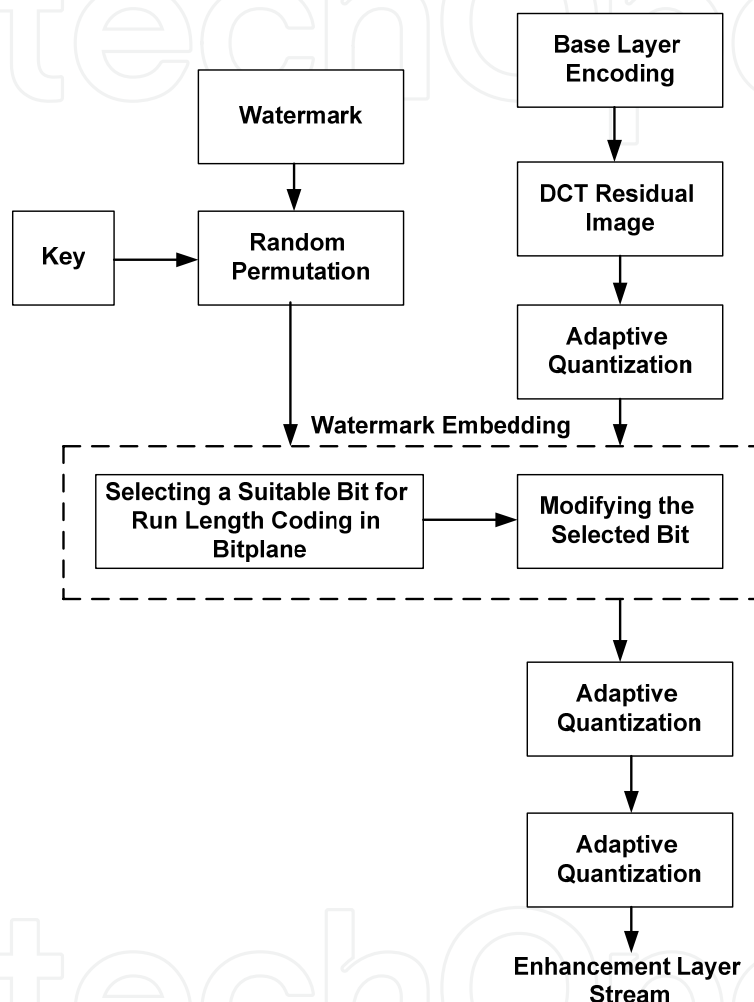 Base Layer
Encoding
Watermark
DCT Residual
Image
Key
Random
Permutation
Adaptive
Quantization
Watermark Embedding
Selecting a Suitable Bit for
Run Length Coding in
Bitplane
Modifying the
Selected Bit
Adaptive
Quantization
Adaptive
Quantization
Enhancement Layer
Stream